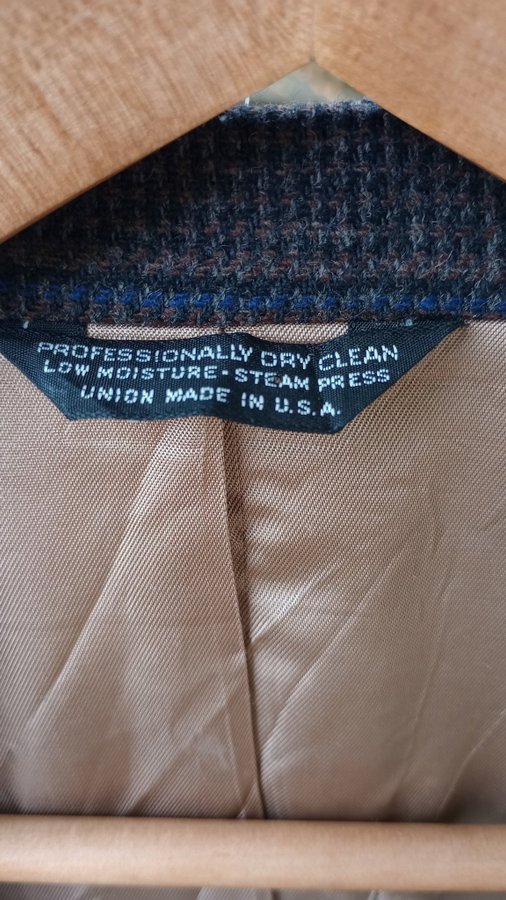 PROFESSIONALLY DRY CLEAN
LOW MOISTURE-STEAM PRESS
UNION MADE IN U.S.A.